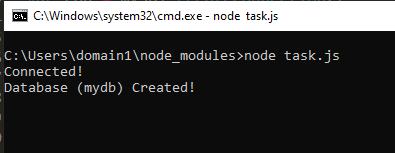 C:\Windows\system32\cmd.exe - node task.js
C:\Users\domain1\node_modules>node task.js
Connected!
Database (mydb) Created!